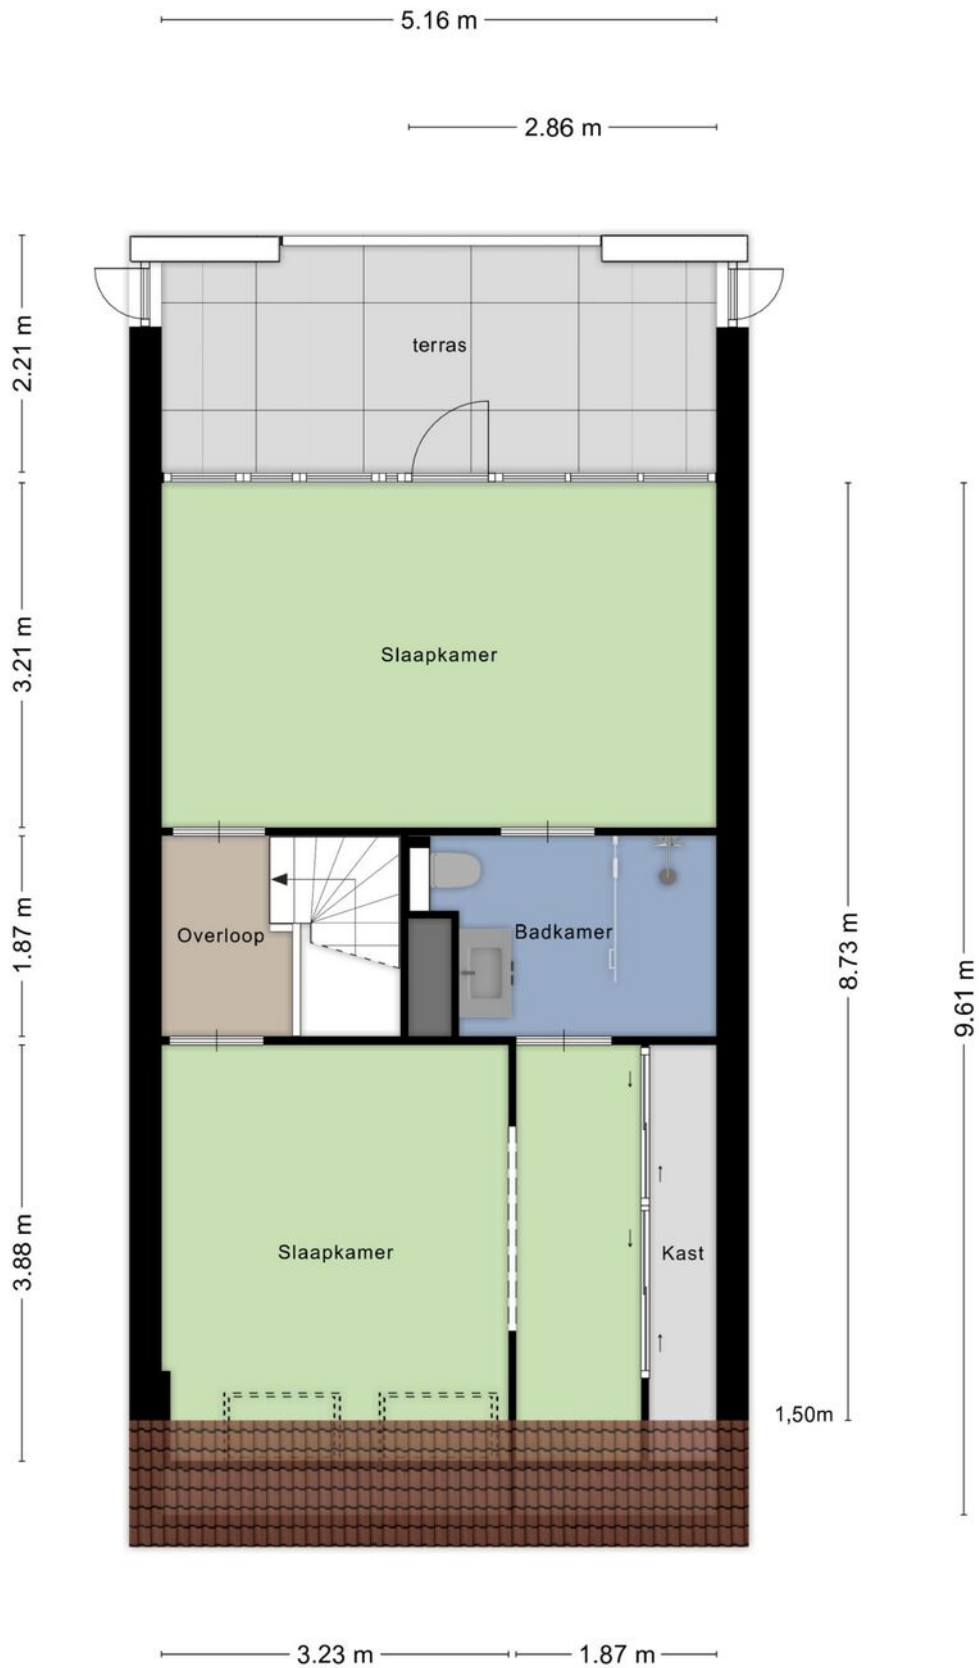 5.16 m
2.86 m
2.21 m
terras
3.21 m
Slaapkamer
1.87 m
Overloop
Badkamer
8.73 m
9.61 m
3.88 m
Slaapkamer
Kast
1,50m
3.23 m
1.87 m